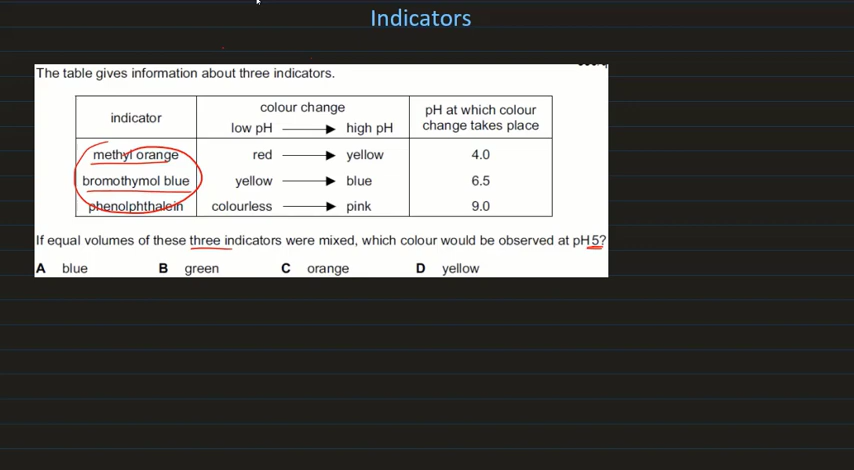 Indicators
The table gives information about three indicators.
indicator
colour change
low pH
high pH
pH at which colour
change takes place
methyl orange red yellow 4.0
bromothymol blue yellow blue 6.5
phenolphthalein colourless pink 9.0
If equal volumes of these three indicators were mixed, which colour would be observed at pH 5?
A blue B green C orange D yellow